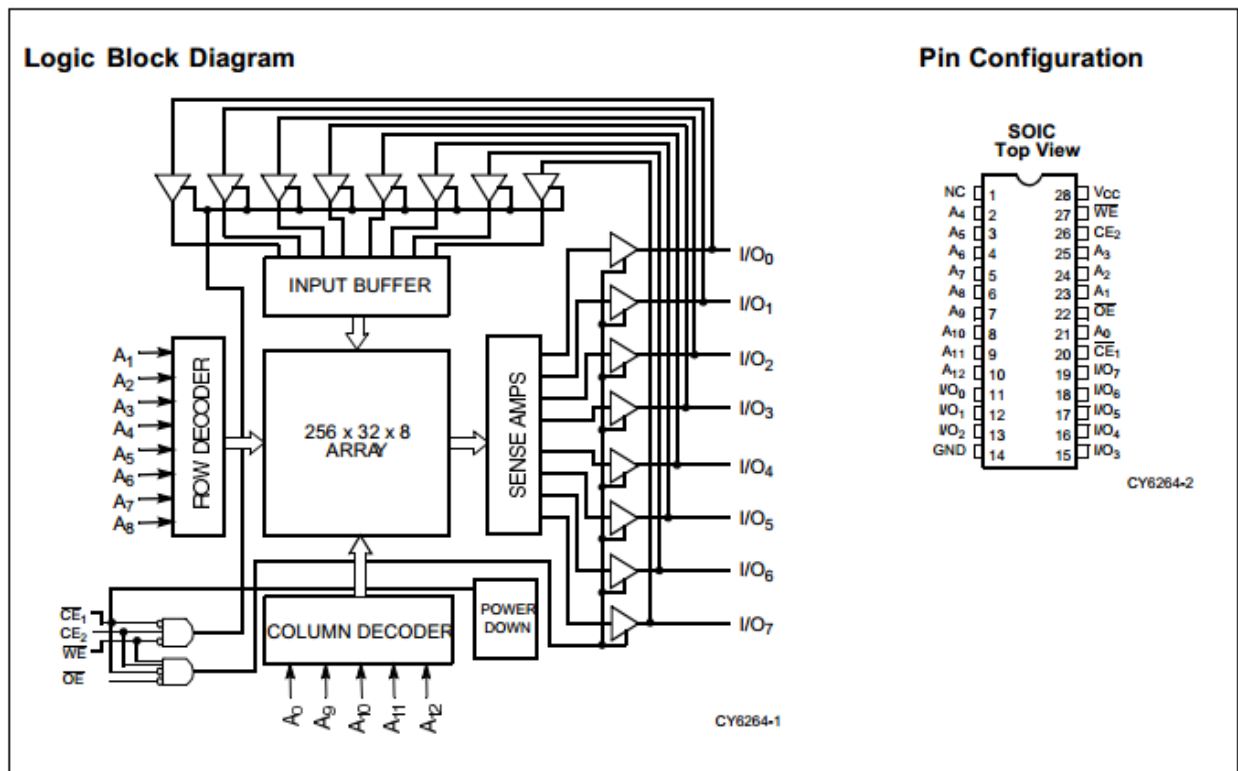 Logic Block Diagram
Pin Configuration
SOIC
Top View
INPUT BUFFER
ROW DECODER
A1
A2
A3
A4
A5
A6
A7
A8
256 x 32 x 8
ARRAY
SENSE AMPS
I/O0
I/O1
I/O2
I/O3
I/O4
I/O5
I/O6
I/O7
CE1
CE2
WE
OE
COLUMN DECODER
POWER
DOWN
A0 A9 A10 A11 A12
CY6264-1
NC 1 28 VCC
A4 2 27 WE
A5 3 26 CE2
A6 4 25 A3
A7 5 24 A2
A8 6 23 A1
A9 7 22 OE
A10 8 21 A0
A11 9 20 CE1
A12 10 19 I/O7
I/O0 11 18 I/O6
I/O1 12 17 I/O5
I/O2 13 16 I/O4
GND 14 15 I/O3
CY6264-2